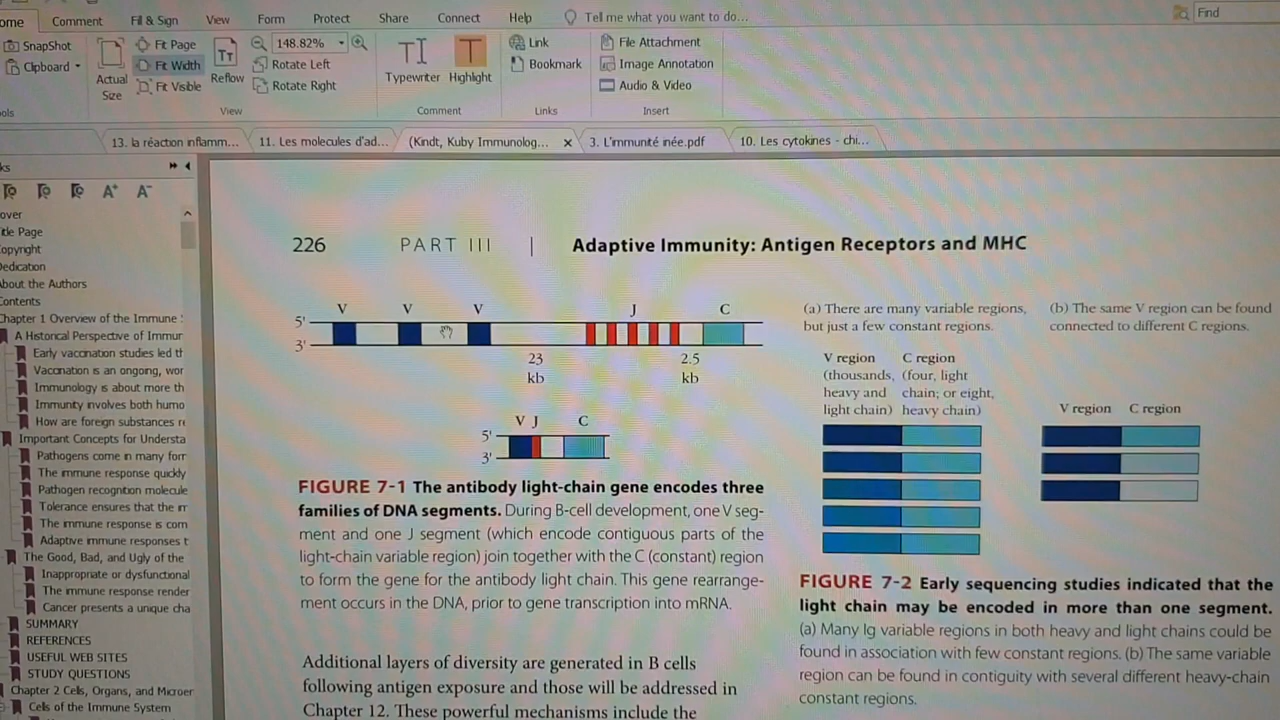 ome Comment Fill & Sign View Form Protect Share Connect Help Tell me what you want to do... Find
SnapShot
Clipboard
ools
Actual
Size
Fit Page
Fit Width
Fit Visible
Reflow
148.82%
Rotate Left
Rotate Right
View
Typewriter
Highlight
Comment
Link
Bookmark
Links
File Attachment
Image Annotation
Audio & Video
Insert
13. la réaction inflamm... 11. Les molecules d'ad... (Kindt, Kuby Immunolog... × 3. L'immunité inée.pdf 10. Les cytokines - chi...
ks
over
itle Page
Copyright
Dedication
About the Authors
Contents
Chapter 1 Overview of the Immune :
A Historical Perspective of Immur
Early vaccination studies led th
Vaccination is an ongoing, wor
Immunology is about more th
Immunity involves both humo
How are foreign substances re
Important Concepts for Understa
Pathogens come in many forr
The immune response quickly
Pathogen recognition molecule
Tolerance ensures that the im
The immune response is com
Adaptive immune responses t
The Good, Bad, and Ugly of the
Inappropriate or dysfunctional
The immune response render
Cancer presents a unique cha
SUMMARY
REFERENCES
USEFUL WEB SITES
STUDY QUESTIONS
Chapter 2 Cells, Organs, and Microer
Cells of the Immune System
226 PART III | Adaptive Immunity: Antigen Receptors and MHC
V V V J C
5'
3'
23
kb
2.5
kb
V J C
5'
3'
FIGURE 7-1 The antibody light-chain gene encodes three
families of DNA segments. During B-cell development, one V seg-
ment and one J segment (which encode contiguous parts of the
light-chain variable region) join together with the C (constant) region
to form the gene for the antibody light chain. This gene rearrange-
ment occurs in the DNA, prior to gene transcription into mRNA.
Additional layers of diversity are generated in B cells
following antigen exposure and those will be addressed in
Chapter 12. These powerful mechanisms include the
(a) There are many variable regions,
but just a few constant regions.
V region
(thousands,
heavy and
light chain)
C region
(four, light
chain; or eight,
heavy chain)
(b) The same V region can be found
connected to different C regions.
V region C region
FIGURE 7-2 Early sequencing studies indicated that the
light chain may be encoded in more than one segment.
(a) Many Ig variable regions in both heavy and light chains could be
found in association with few constant regions. (b) The same variable
region can be found in contiguity with several different heavy-chain
constant regions.